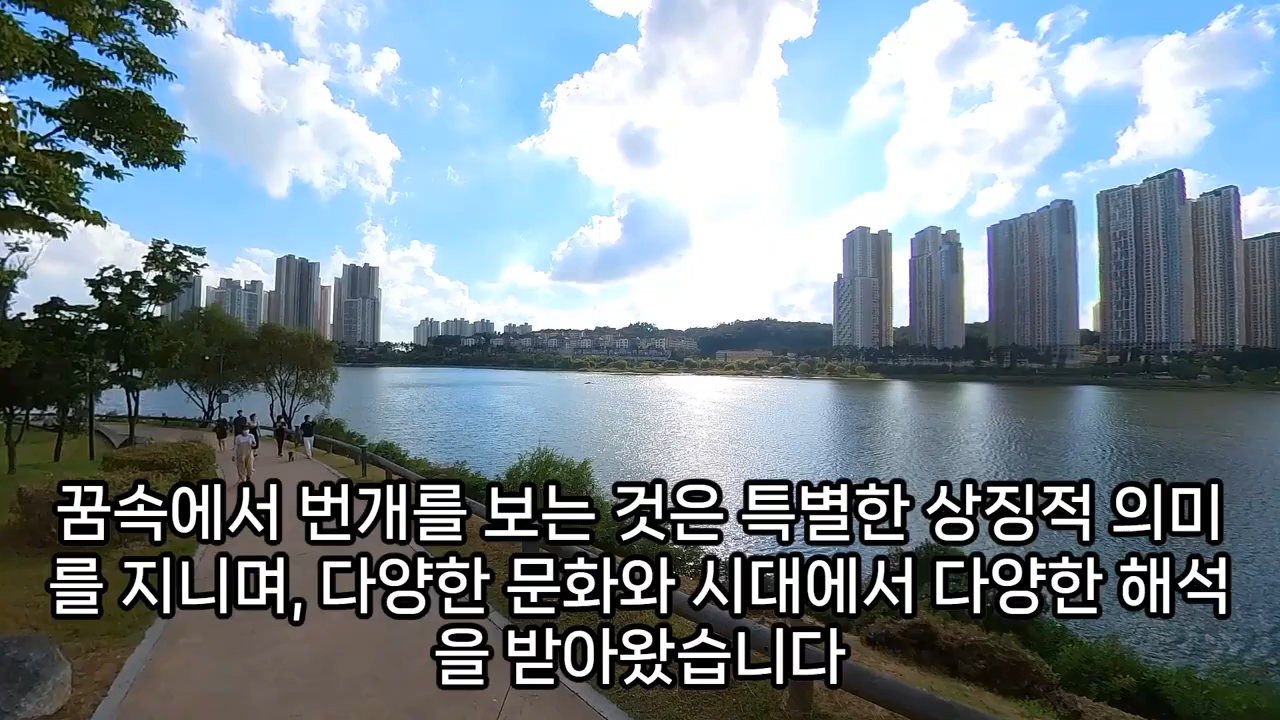 꿈속에서 번개를 보는 것은 특별한 상징적 의미
를 지니며, 다양한 문화와 시대에서 다양한 해석
을 받아왔습니다